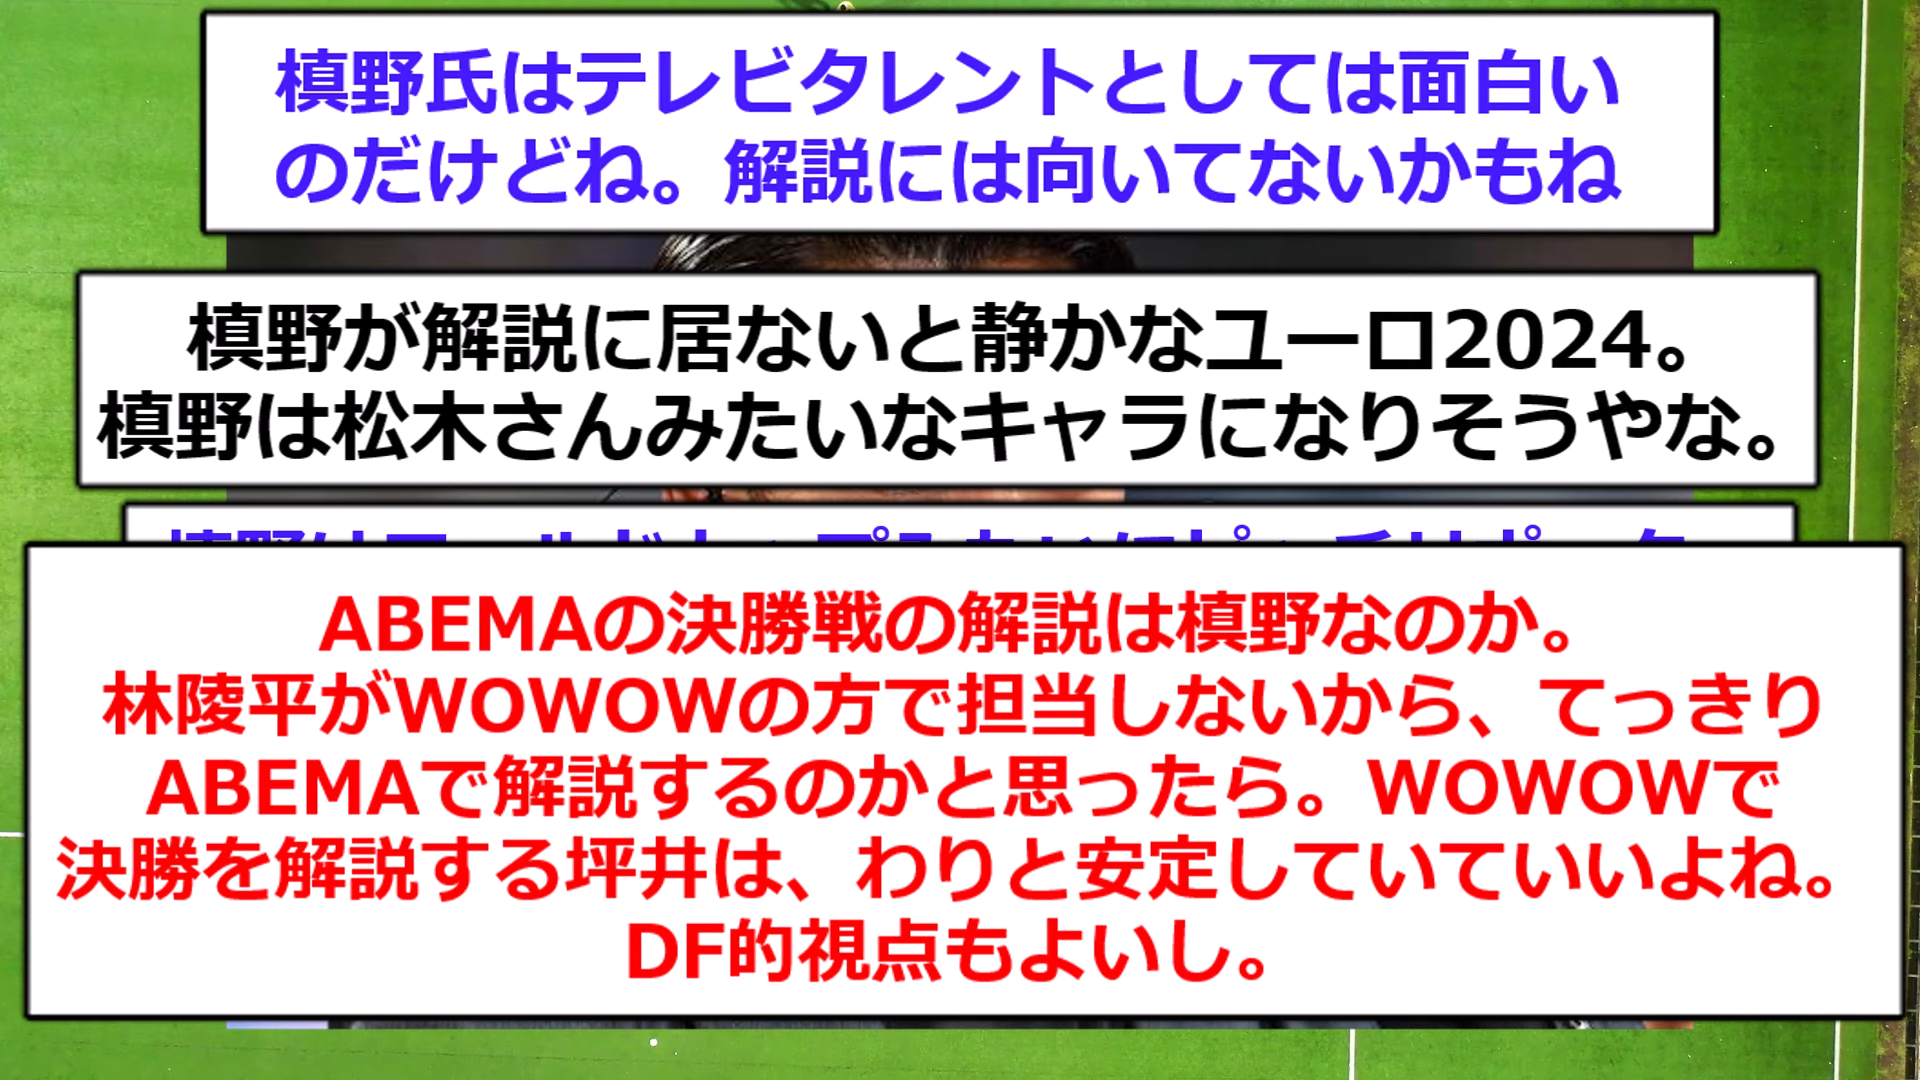 槙野氏はテレビタレントとしては面白い
のだけどね。解説には向いてないかもね
槙野が解説に居ないと静かなユーロ2024。
槙野は松木さんみたいなキャラになりそうやな。
ABEMAの決勝戦の解説は槙野なのか。
林陵平がWOWOWの方で担当しないから、てっきり
ABEMAで解説するのかと思ったら。WOWOWで
決勝を解説する坪井は、わりと安定していていいよね。
DF的視点もよいし。